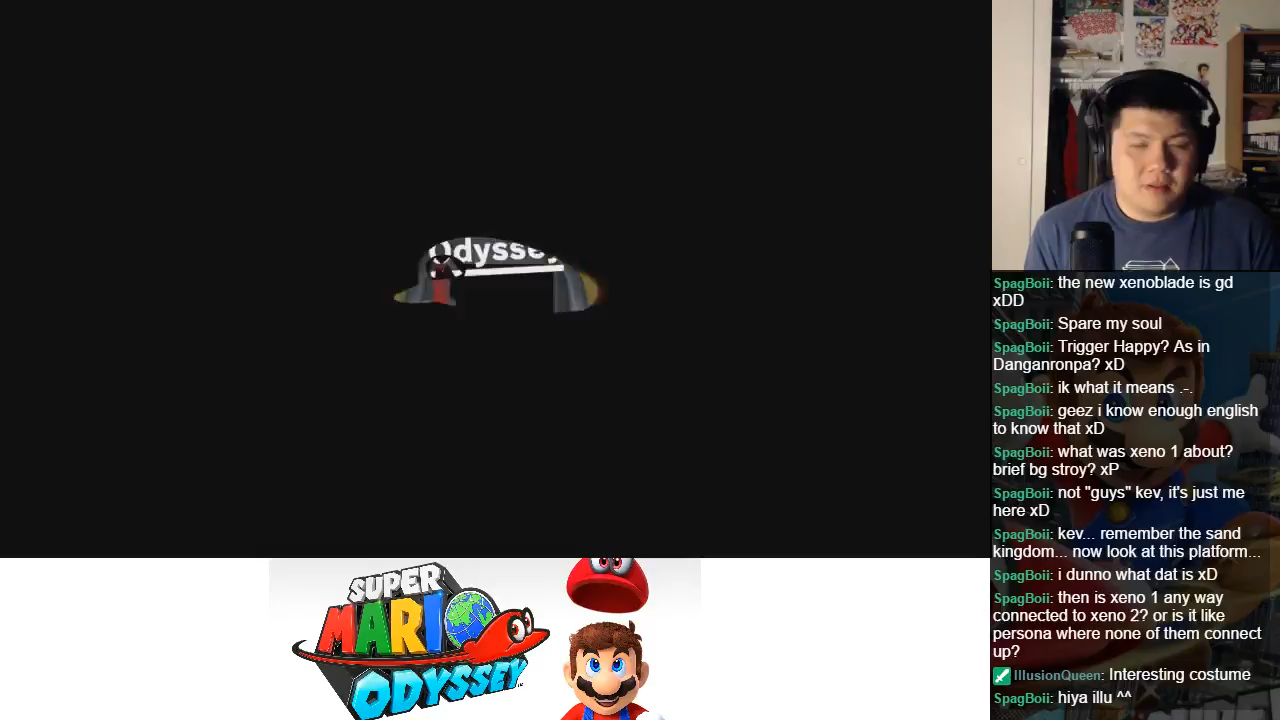 Odyssey
SpagBoii: the new xenoblade is gd
xDD
SpagBoii: Spare my soul
SpagBoii: Trigger Happy? As in
Danganronpa? xD
SpagBoii: ik what it means .-.
SpagBoii: geez i know enough english
to know that xD
SpagBoii: what was xeno 1 about?
brief bg stroy? xP
SpagBoii: not "guys" kev, it's just me
here xD
SpagBoii: kev... remember the sand
kingdom... now look at this platform...
SpagBoii: i dunno what dat is xD
SpagBoii: then is xeno 1 any way
connected to xeno 2? or is it like
persona where none of them connect
up?
IllusionQueen: Interesting costume
SpagBoii: hiya illu ^^
SUPER
MARIO
ODYSSEY